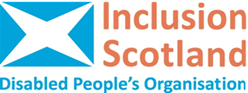 Inclusion
Scotland
Disabled People's Organisation